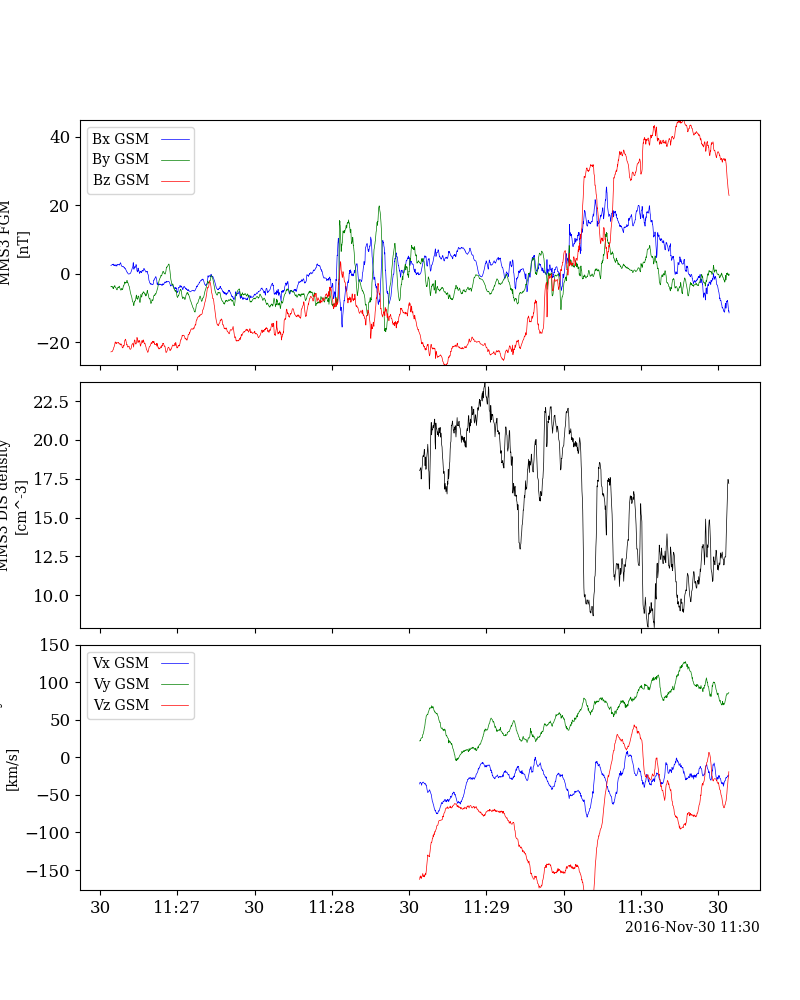 MMS3 FGM
[nT]
40
20
0
−20
Bx GSM
By GSM
Bz GSM
MMS3 DIS density
[cm^-3]
22.5
20.0
17.5
15.0
12.5
10.0
[km/s]
150
100
50
0
−50
−100
−150
Vx GSM
Vy GSM
Vz GSM
30 11:27 30 11:28 30 11:29 30 11:30 30
2016-Nov-30 11:30